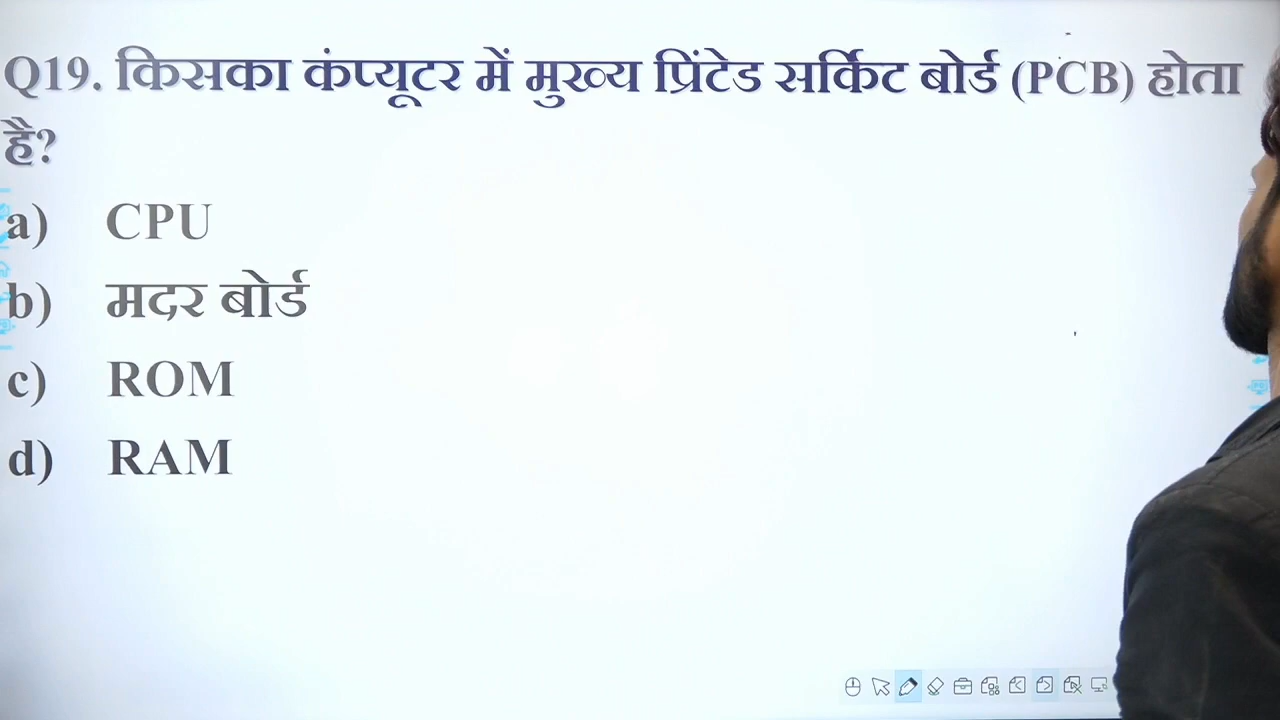 Q19. किसका कंप्यूटर में मुख्य प्रिंटेड सर्किट बोर्ड (PCB) होता
है?
a) CPU
b) मदर बोर्ड
c) ROM
d) RAM